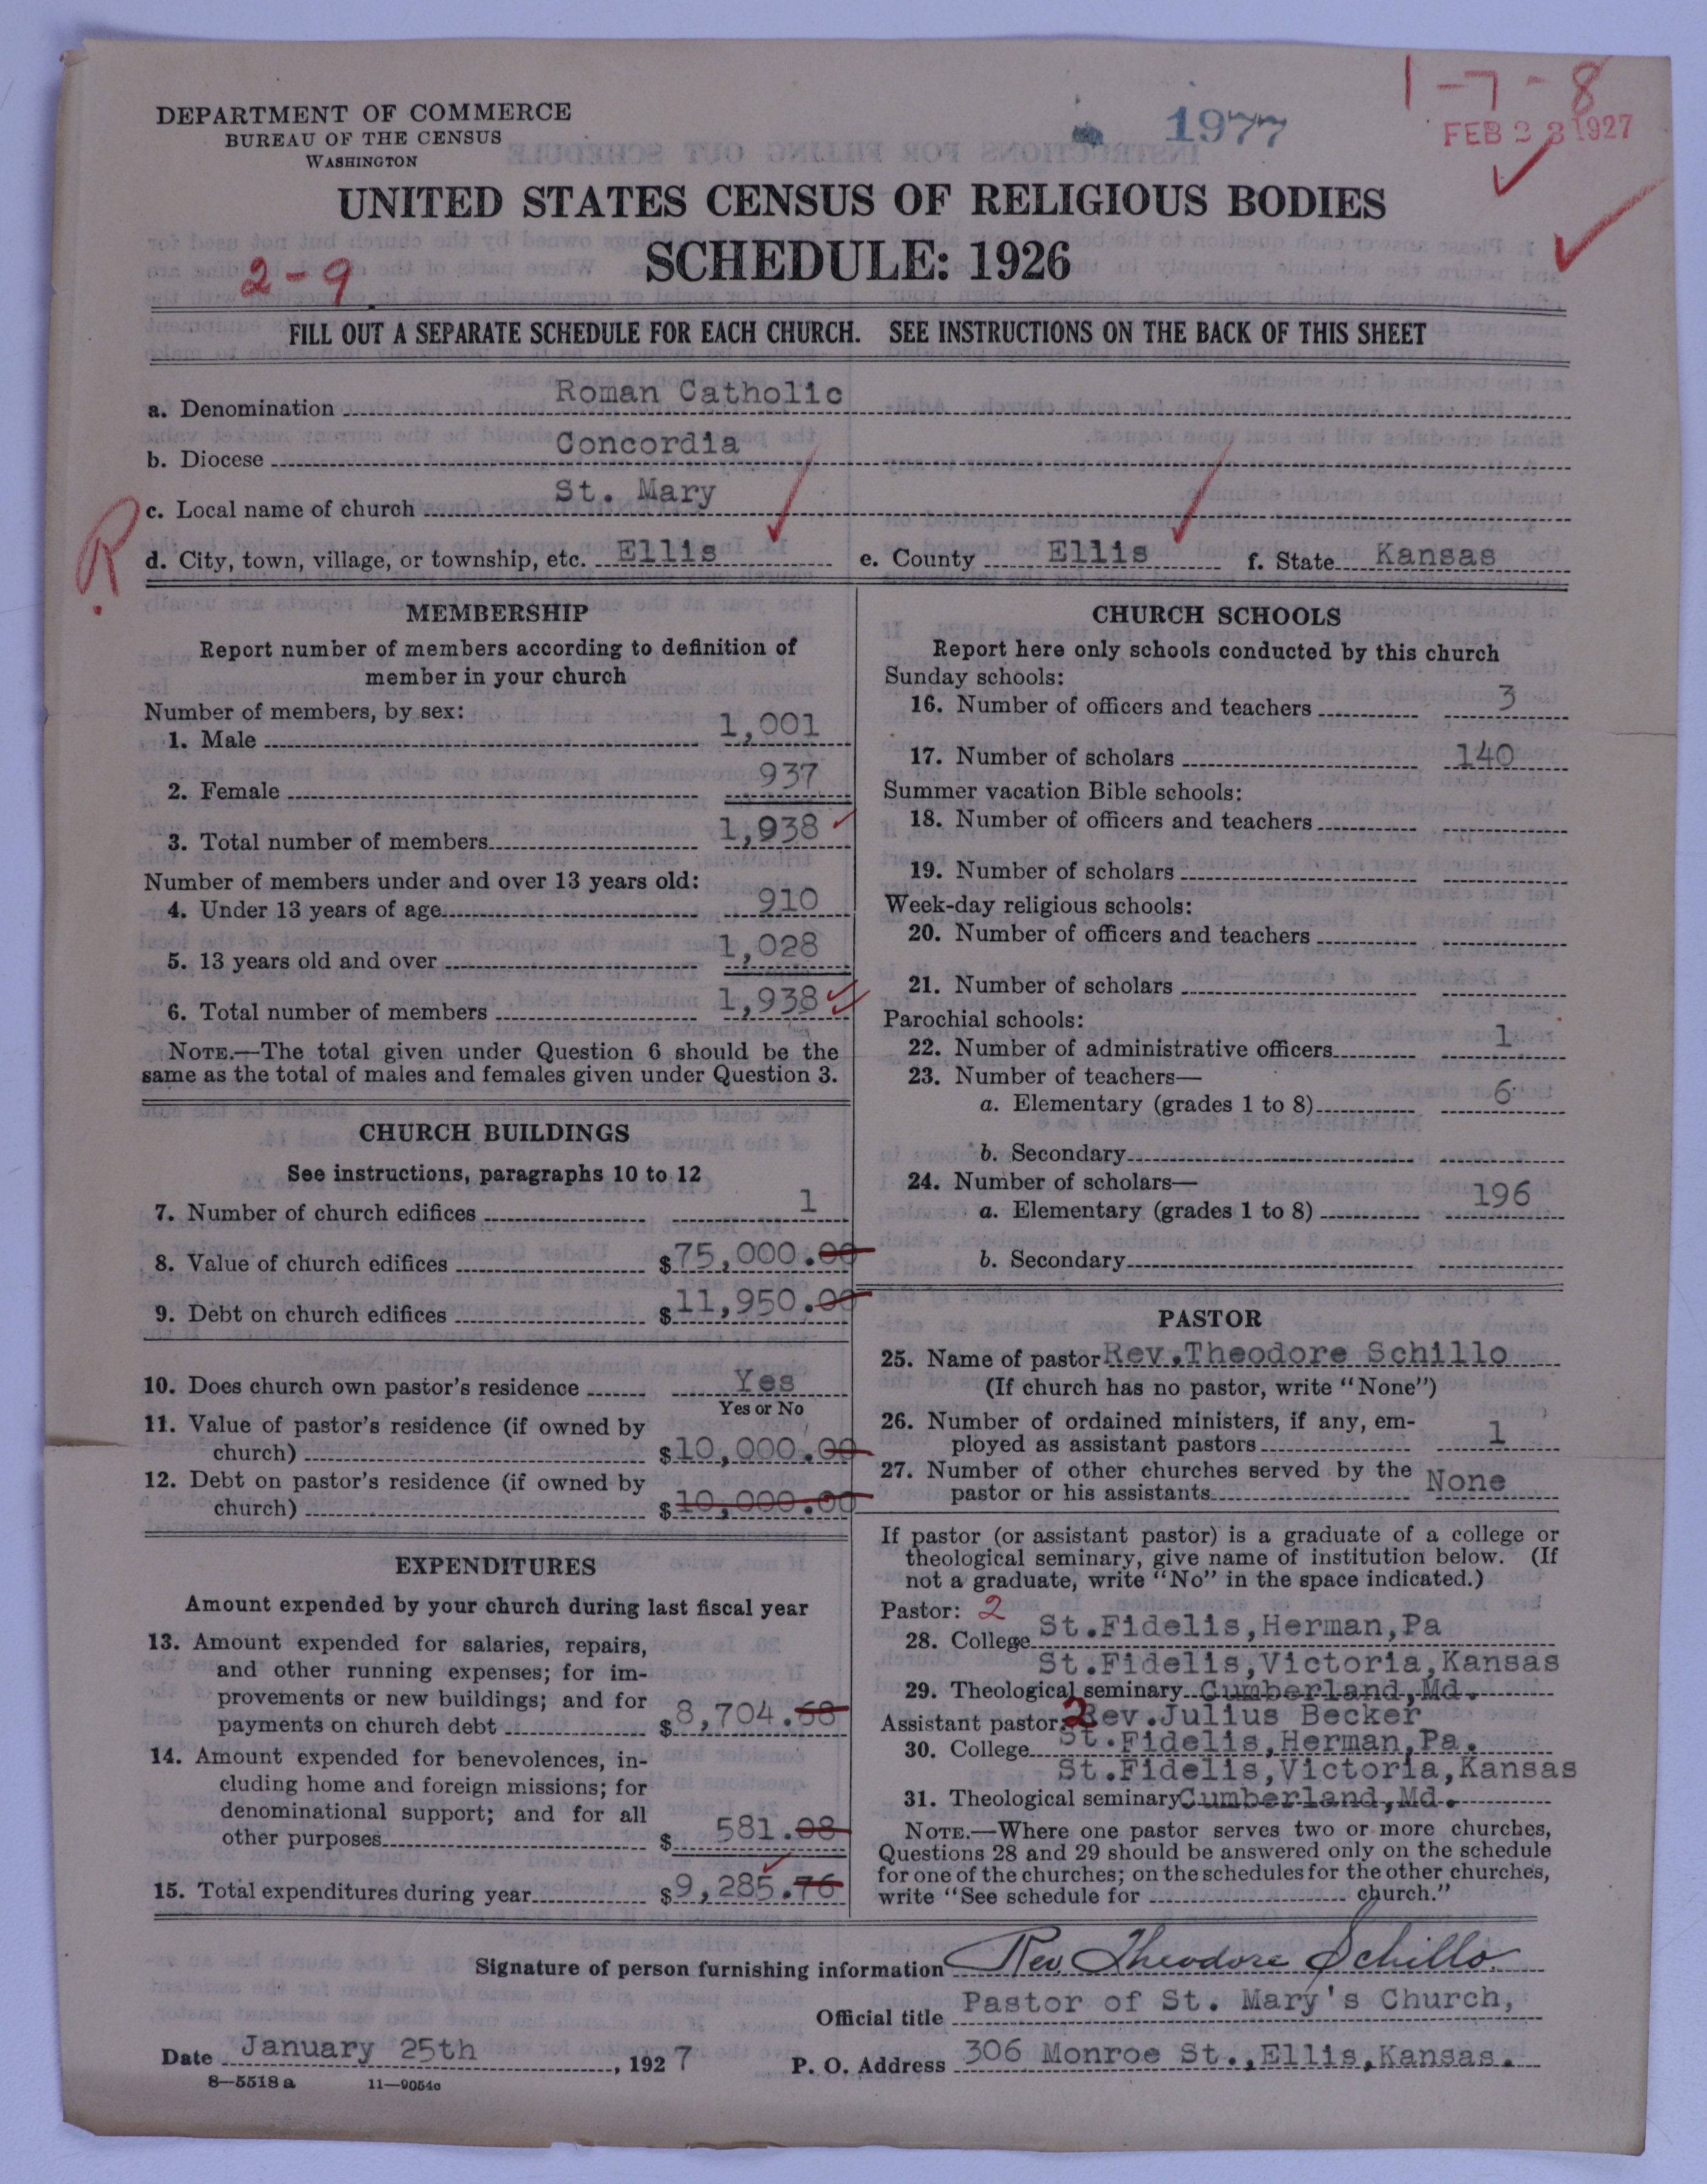 1-7-8
DEPARTMENT OF COMMERCE
BUREAU OF THE CENSUS
WASHINGTON
1977
FEB 23 1927
UNITED STATES CENSUS OF RELIGIOUS BODIES
SCHEDULE: 1926
2-9
FILL OUT A SEPARATE SCHEDULE FOR EACH CHURCH. SEE INSTRUCTIONS ON THE BACK OF THIS SHEET
a. Denomination Roman Catholic
b. Diocese Concordia
c. Local name of church St. Mary
R
d. City, town, village, or township, etc. Ellis e. County Ellis f. State Kansas
MEMBERSHIP
Report number of members according to definition of
member in your church
Number of members, by sex:
1. Male 1,001
2. Female 937
3. Total number of members 1,938
Number of members under and over 13 years old:
4. Under 13 years of age 910
5. 13 years old and over 1,028
6. Total number of members 1,938
NOTE.—The total given under Question 6 should be the
same as the total of males and females given under Question 3.
CHURCH BUILDINGS
See instructions, paragraphs 10 to 12
7. Number of church edifices 1
8. Value of church edifices $75,000.00
9. Debt on church edifices $11,950.00
10. Does church own pastor's residence Yes
Yes or No
11. Value of pastor's residence (if owned by
church) $10,000.00
12. Debt on pastor's residence (if owned by
church) $10,000.00
EXPENDITURES
Amount expended by your church during last fiscal year
13. Amount expended for salaries, repairs,
and other running expenses; for im-
provements or new buildings; and for
payments on church debt $8,704.68
14. Amount expended for benevolences, in-
cluding home and foreign missions; for
denominational support; and for all
other purposes $ 581.08
15. Total expenditures during year $9,285.76
CHURCH SCHOOLS
Report here only schools conducted by this church
Sunday schools:
16. Number of officers and teachers 3
17. Number of scholars 140
Summer vacation Bible schools:
18. Number of officers and teachers
19. Number of scholars
Week-day religious schools:
20. Number of officers and teachers
21. Number of scholars
Parochial schools:
22. Number of administrative officers 1
23. Number of teachers—
a. Elementary (grades 1 to 8) 6
b. Secondary
24. Number of scholars—
a. Elementary (grades 1 to 8) 196
b. Secondary
PASTOR
25. Name of pastor Rev.Theodore Schillo
(If church has no pastor, write "None")
26. Number of ordained ministers, if any, em-
ployed as assistant pastors 1
27. Number of other churches served by the
pastor or his assistants None
If pastor (or assistant pastor) is a graduate of a college or
theological seminary, give name of institution below. (If
not a graduate, write "No" in the space indicated.)
Pastor: 2
28. College St.Fidelis,Herman,Pa
St.Fidelis,Victoria,Kansas
29. Theological seminary Cumberland,Md.
Assistant pastor: 2 Rev.Julius Becker
30. College St.Fidelis,Herman,Pa.
St.Fidelis,Victoria,Kansas
31. Theological seminary Cumberland,Md.
NOTE.—Where one pastor serves two or more churches,
Questions 28 and 29 should be answered only on the schedule
for one of the churches; on the schedules for the other churches,
write "See schedule for church."
Signature of person furnishing information Rev. Theodore Schillo
Official title Pastor of St. Mary's Church,
Date January 25th, 1927 P. O. Address 306 Monroe St.,Ellis,Kansas.
8—5518a 11—9054c